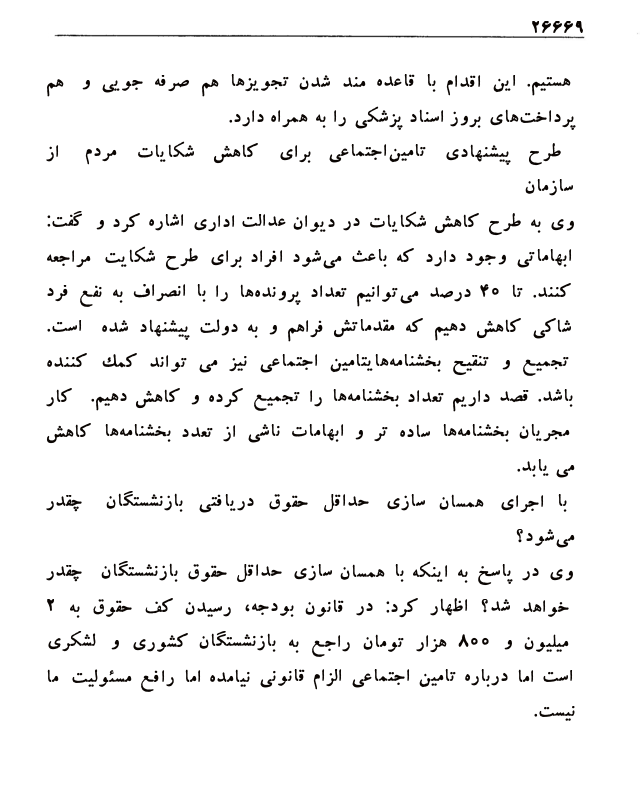 ۲۶۶۶۹
هستیم. این اقدام با قاعده مند شدن تجویزها هم صرفه جویی و هم
پرداخت‌های بروز اسناد پزشکی را به همراه دارد.
طرح پیشنهادی تامین‌اجتماعی برای کاهش شکایات مردم از
سازمان
وی به طرح کاهش شکایات در دیوان عدالت اداری اشاره کرد و گفت:
ابهاماتی وجود دارد که باعث می‌شود افراد برای طرح شکایت مراجعه
کنند. تا ۴۰ درصد می‌توانیم تعداد پرونده‌ها را با انصراف به نفع فرد
شاکی کاهش دهیم که مقدماتش فراهم و به دولت پیشنهاد شده است.
تجمیع و تنقیح بخشنامه‌هایتامین اجتماعی نیز می تواند کمک کننده
باشد. قصد داریم تعداد بخشنامه‌ها را تجمیع کرده و کاهش دهیم. کار
مجریان بخشنامه‌ها ساده تر و ابهامات ناشی از تعدد بخشنامه‌ها کاهش
می یابد.
با اجرای همسان سازی حداقل حقوق دریافتی بازنشستگان چقدر
می‌شود؟
وی در پاسخ به اینکه با همسان سازی حداقل حقوق بازنشستگان چقدر
خواهد شد؟ اظهار کرد: در قانون بودجه، رسیدن کف حقوق به ۲
میلیون و ۸۰۰ هزار تومان راجع به بازنشستگان کشوری و لشکری
است اما درباره تامین اجتماعی الزام قانونی نیامده اما رافع مسئولیت ما
نیست.